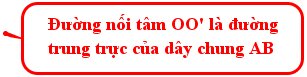 Đường nối tâm OO' là đường
trung trực của dây chung AB